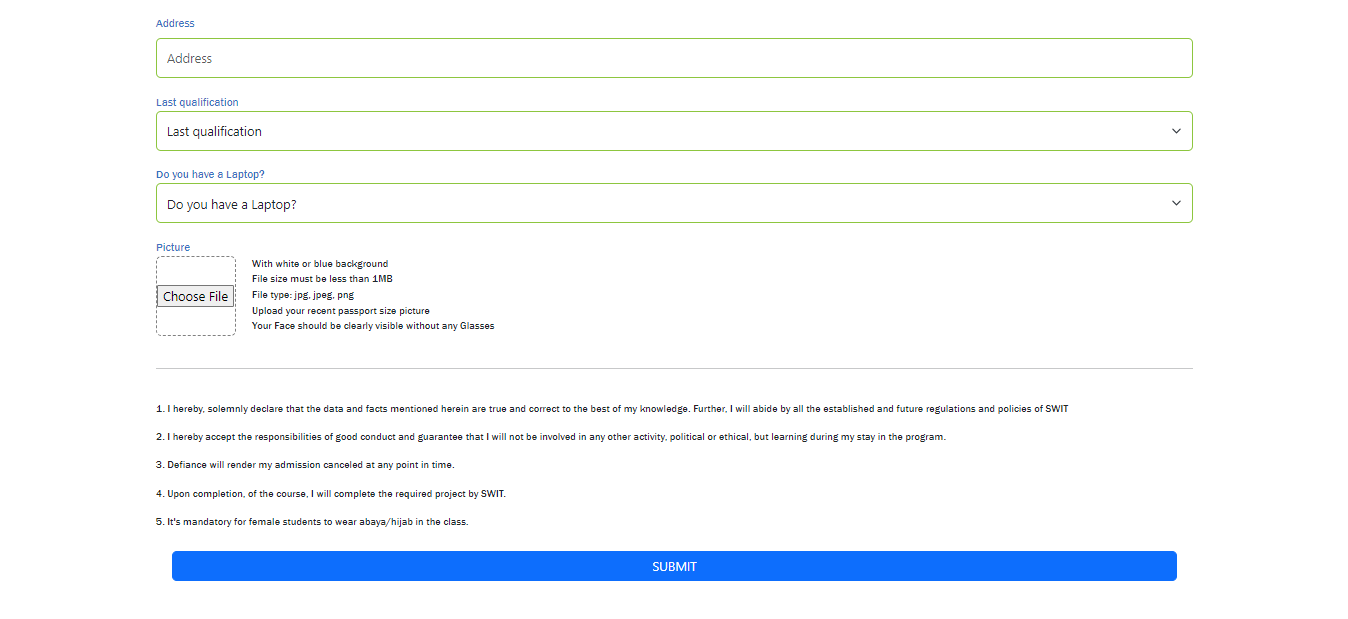 Address
Address
Last qualification
Last qualification
Do you have a Laptop?
Do you have a Laptop?
Picture
Choose File
With white or blue background
File size must be less than 1MB
File type: jpg, jpeg, png
Upload your recent passport size picture
Your Face should be clearly visible without any Glasses
1. I hereby, solemnly declare that the data and facts mentioned herein are true and correct to the best of my knowledge. Further, I will abide by all the established and future regulations and policies of SWIT
2. I hereby accept the responsibilities of good conduct and guarantee that I will not be involved in any other activity, political or ethical, but learning during my stay in the program.
3. Defiance will render my admission canceled at any point in time.
4. Upon completion, of the course, I will complete the required project by SWIT.
5. It's mandatory for female students to wear abaya/hijab in the class.
SUBMIT